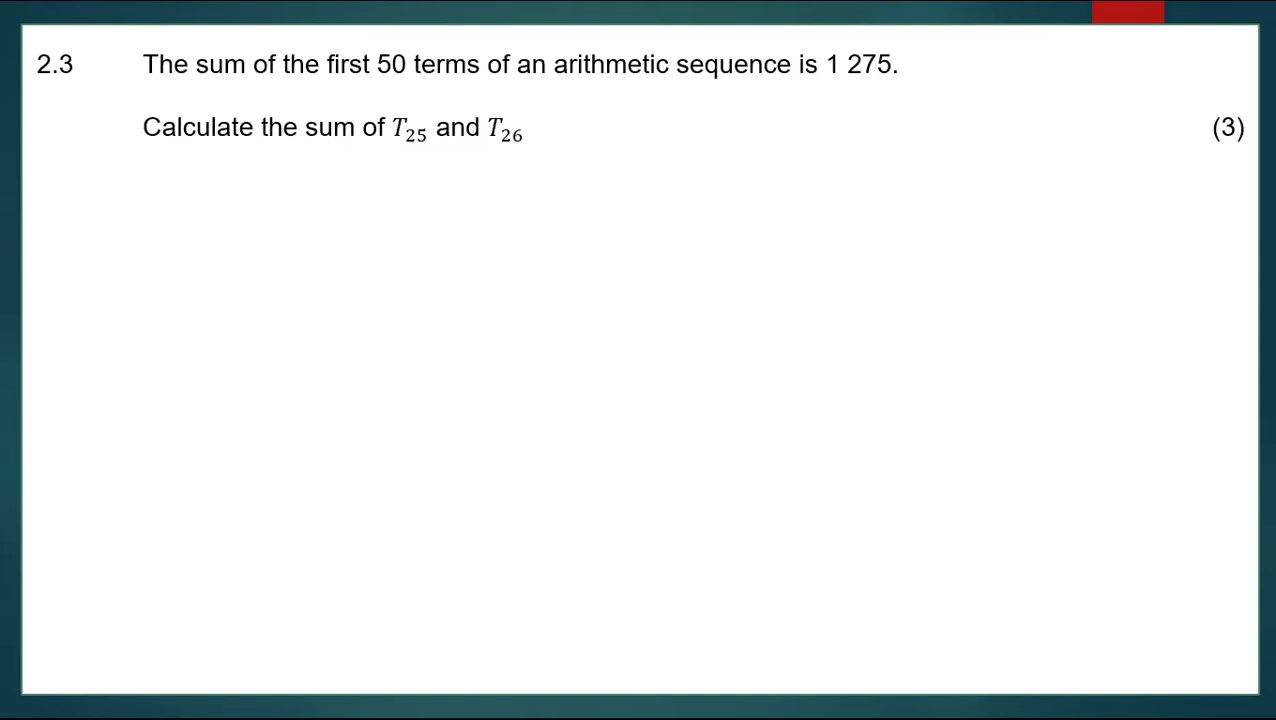 2.3 The sum of the first 50 terms of an arithmetic sequence is 1 275.
Calculate the sum of T₂₅ and T₂₆ (3)